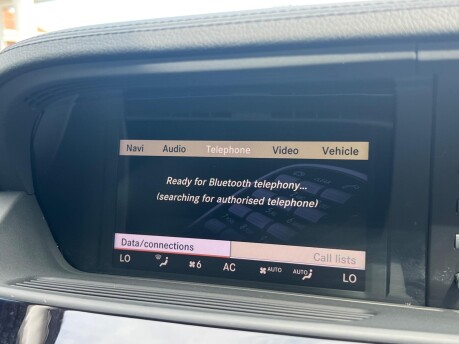 Navi Audio Telephone Video Vehicle
Ready for Bluetooth telephony...
(searching for authorised telephone)
Data/connections Call lists
LO 6 AC AUTO AUTO LO